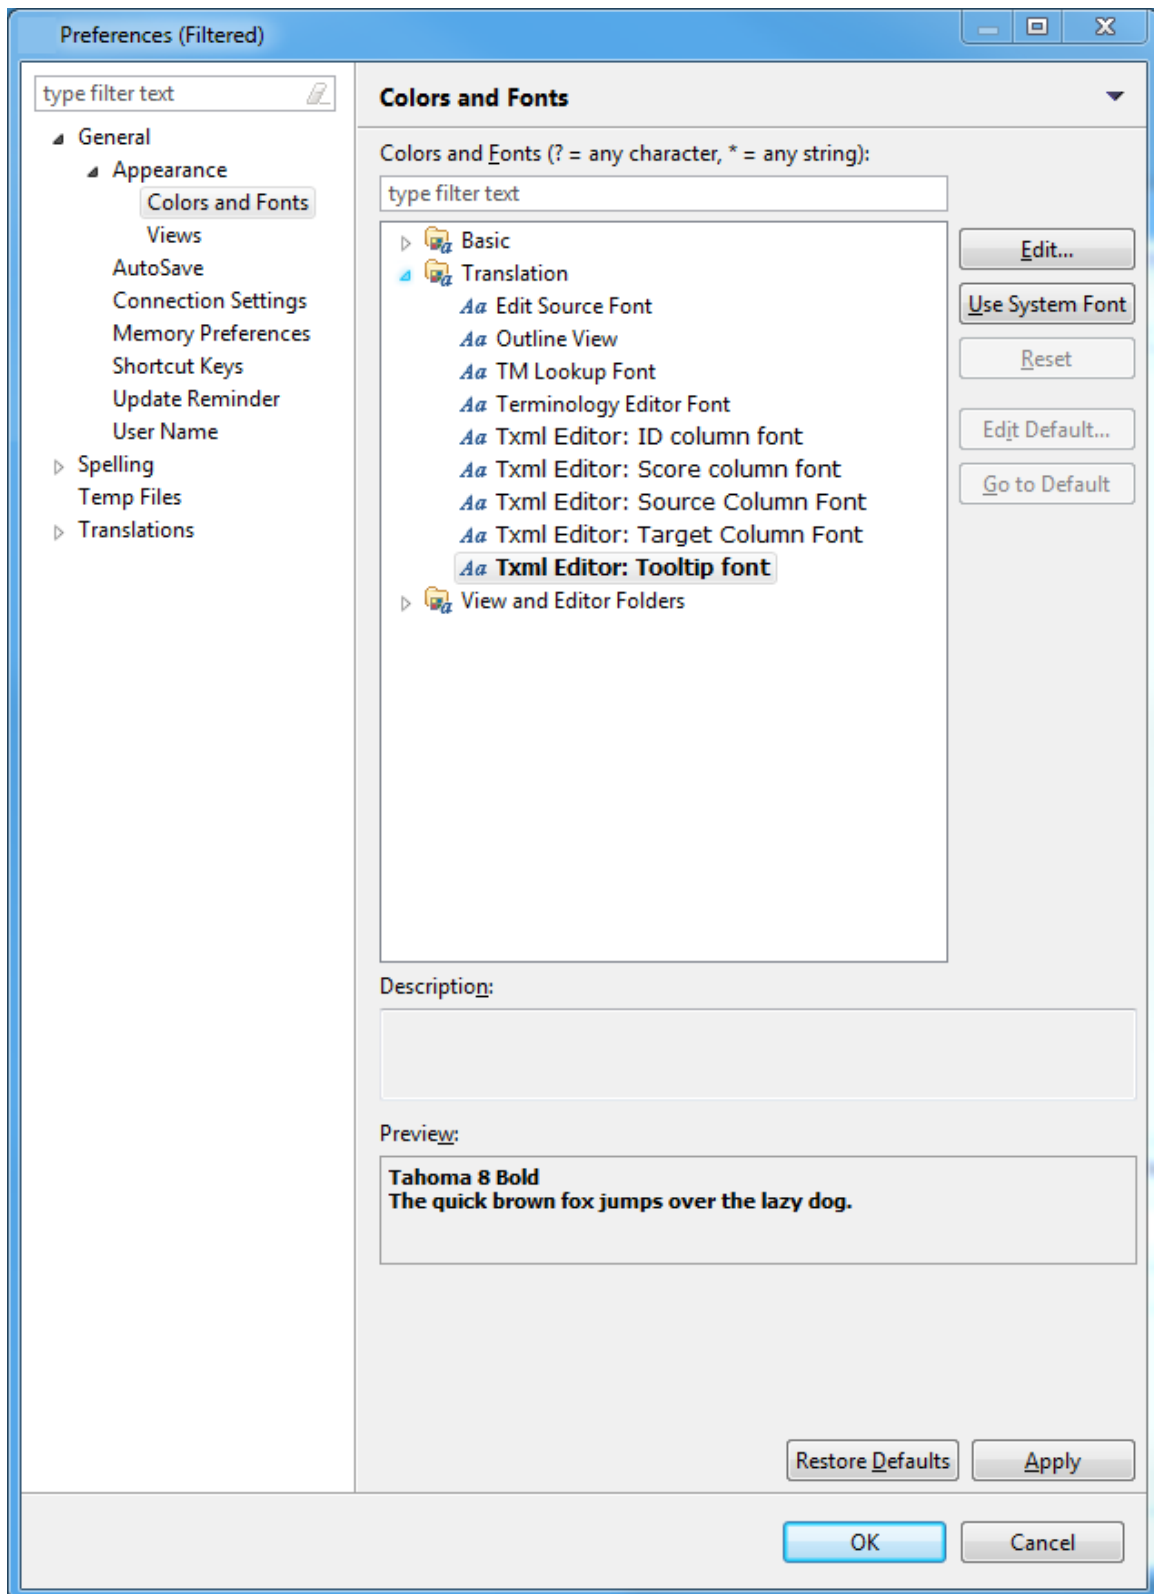 Preferences (Filtered)
type filter text
General
Appearance
Colors and Fonts
Views
AutoSave
Connection Settings
Memory Preferences
Shortcut Keys
Update Reminder
User Name
Spelling
Temp Files
Translations
Colors and Fonts
Colors and Fonts (? = any character, * = any string):
type filter text
Basic
Translation
Aa Edit Source Font
Aa Outline View
Aa TM Lookup Font
Aa Terminology Editor Font
Aa Txml Editor: ID column font
Aa Txml Editor: Score column font
Aa Txml Editor: Source Column Font
Aa Txml Editor: Target Column Font
Aa Txml Editor: Tooltip font
View and Editor Folders
Edit...
Use System Font
Reset
Edit Default...
Go to Default
Description:
Preview:
Tahoma 8 Bold
The quick brown fox jumps over the lazy dog.
Restore Defaults
Apply
OK
Cancel